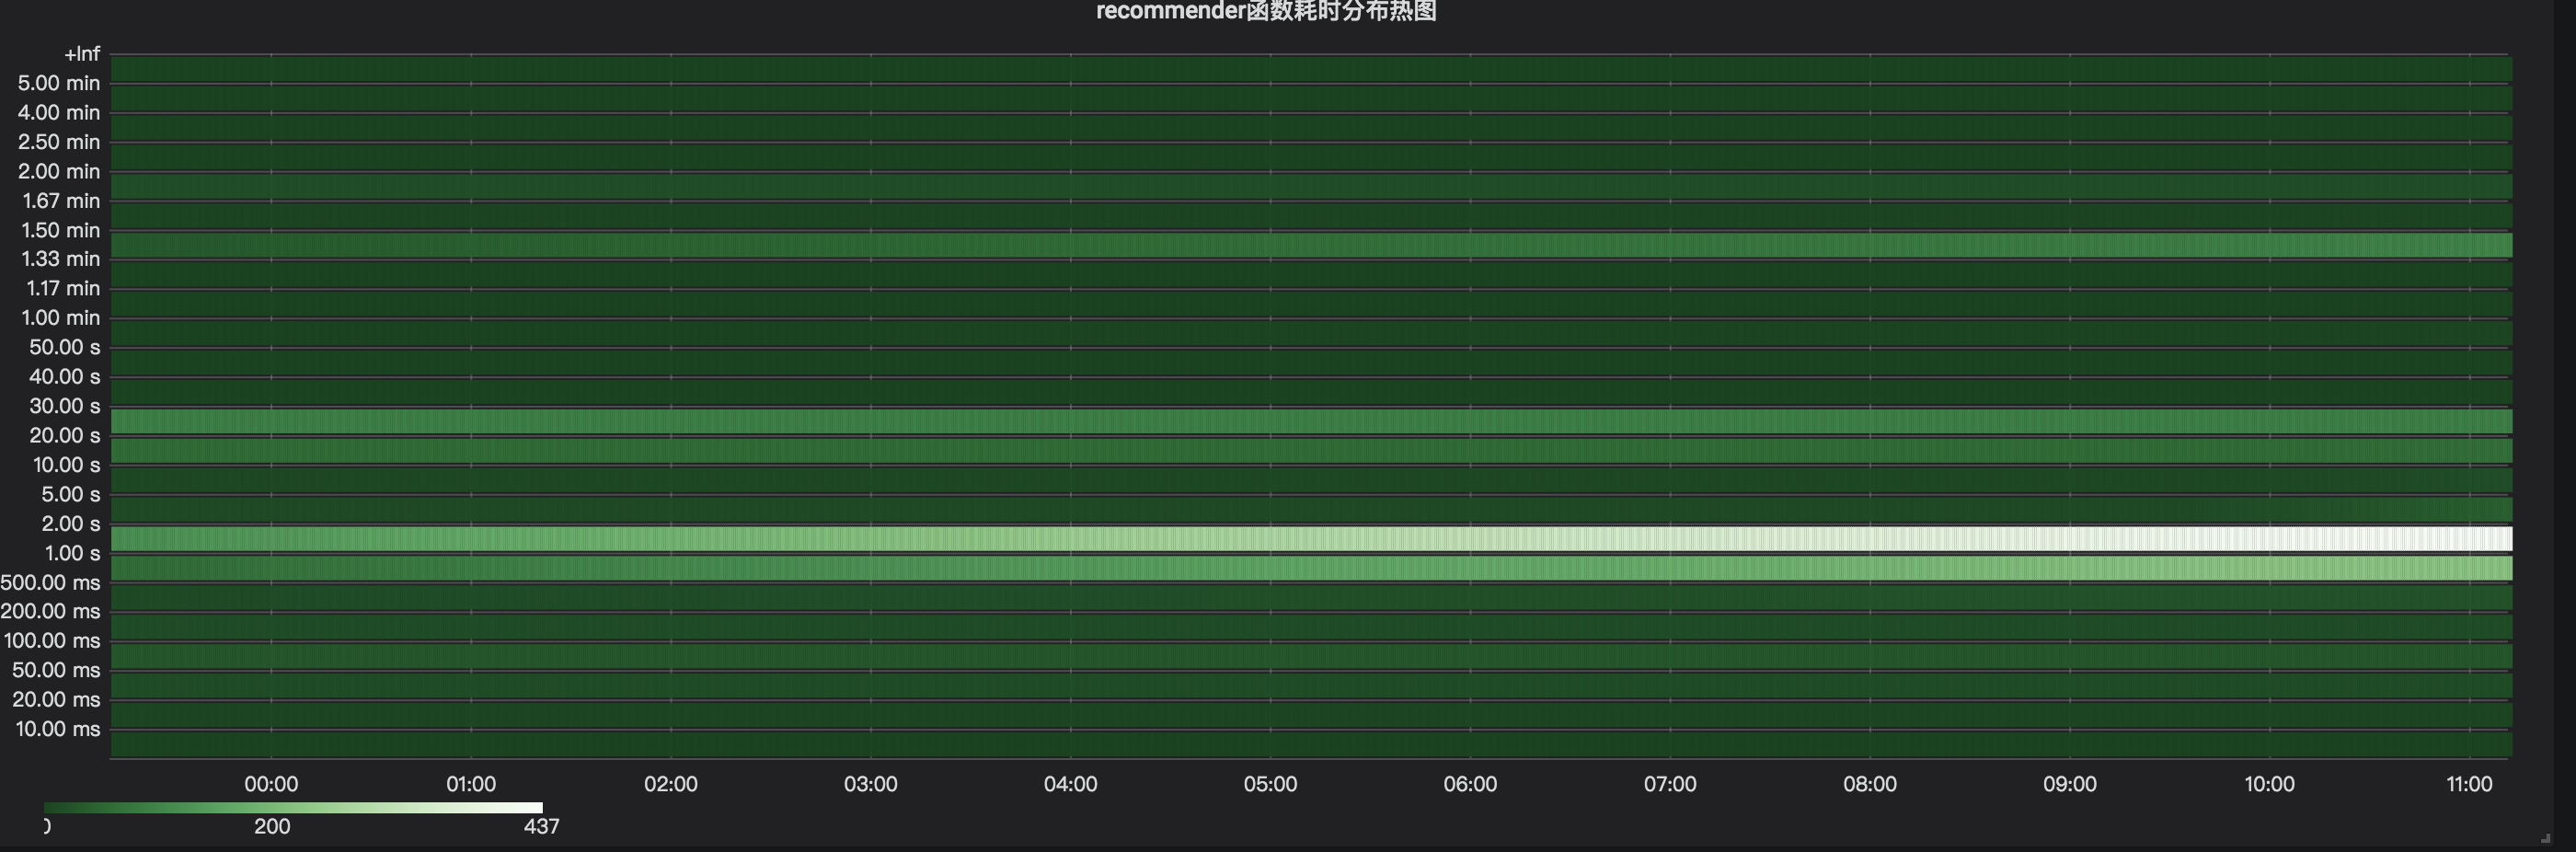 recommender函数耗时分布热图
+Inf
5.00 min
4.00 min
2.50 min
2.00 min
1.67 min
1.50 min
1.33 min
1.17 min
1.00 min
50.00 s
40.00 s
30.00 s
20.00 s
10.00 s
5.00 s
2.00 s
1.00 s
500.00 ms
200.00 ms
100.00 ms
50.00 ms
20.00 ms
10.00 ms
00:00 01:00 02:00 03:00 04:00 05:00 06:00 07:00 08:00 09:00 10:00 11:00
0 200 437